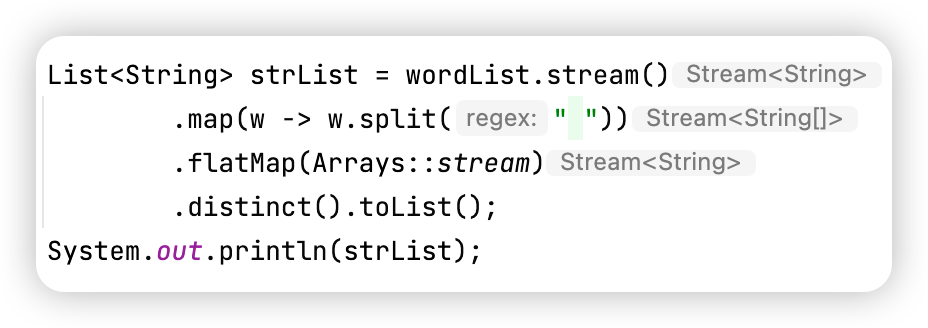 List<String> strList = wordList.stream() Stream<String>
.map(w -> w.split( regex: " ")) Stream<String[]>
.flatMap(Arrays::stream) Stream<String>
.distinct().toList();
System.out.println(strList);